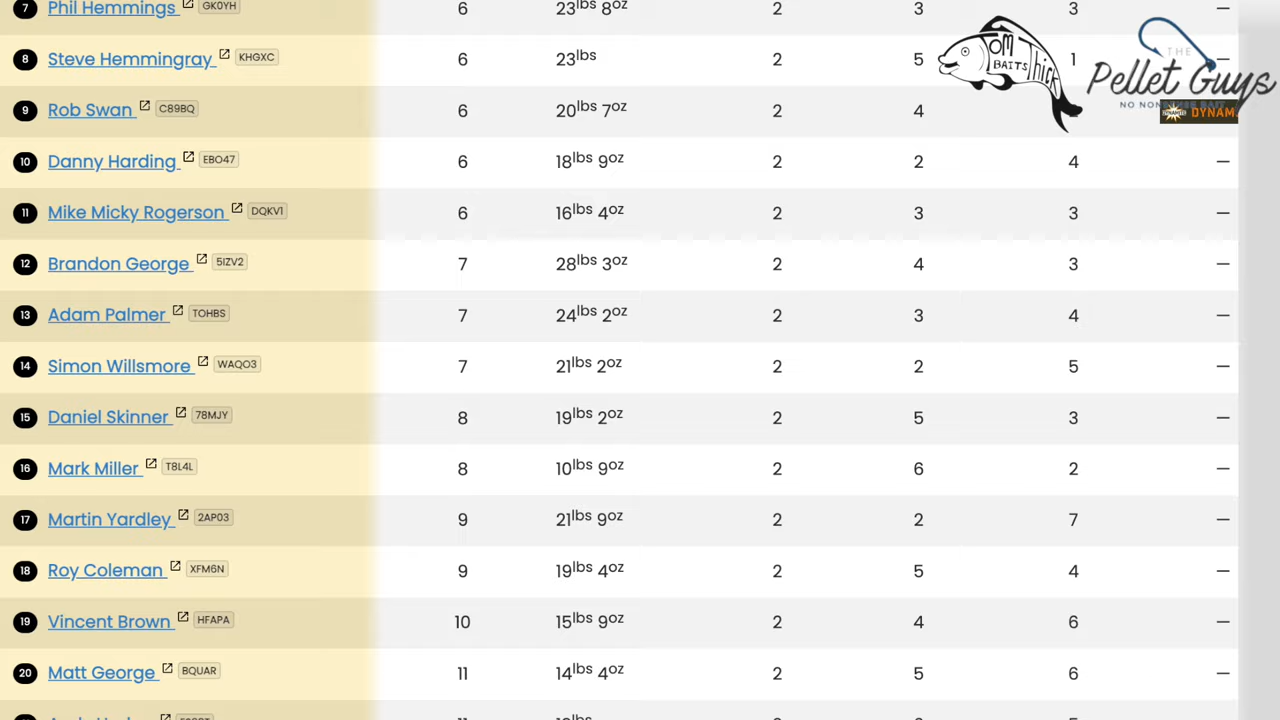 7 Phil Hemmings GK0YH 6 23lbs 8oz 2 3 3 —
8 Steve Hemmingray KHGXC 6 23lbs 2 5 1 —
9 Rob Swan C89BQ 6 20lbs 7oz 2 4
10 Danny Harding EBO47 6 18lbs 9oz 2 2 4 —
11 Mike Micky Rogerson DQKV1 6 16lbs 4oz 2 3 3 —
12 Brandon George 5IZV2 7 28lbs 3oz 2 4 3 —
13 Adam Palmer TOHBS 7 24lbs 2oz 2 3 4 —
14 Simon Willsmore WAQO3 7 21lbs 2oz 2 2 5 —
15 Daniel Skinner 78MJY 8 19lbs 2oz 2 5 3 —
16 Mark Miller T8L4L 8 10lbs 9oz 2 6 2 —
17 Martin Yardley 2AP03 9 21lbs 9oz 2 2 7 —
18 Roy Coleman XFM6N 9 19lbs 4oz 2 5 4 —
19 Vincent Brown HFAPA 10 15lbs 9oz 2 4 6 —
20 Matt George BQUAR 11 14lbs 4oz 2 5 6 —
TOM Thick
BAITS
THE
Pellet Guys
DYNAM